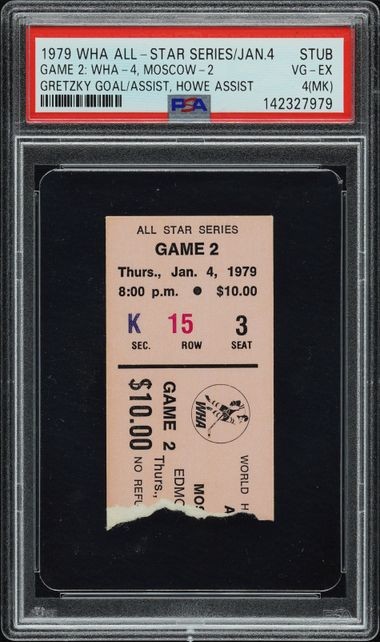 1979 WHA ALL-STAR SERIES/JAN.4 STUB
GAME 2: WHA-4, MOSCOW-2 VG-EX
GRETZKY GOAL/ASSIST, HOWE ASSIST 4(MK)
PSA 142327979
ALL STAR SERIES
GAME 2
Thurs., Jan. 4, 1979
8:00 p.m. ● $10.00
K 15 3
SEC. ROW SEAT
WHA
WORLD H
A
MOS
EDMO
GAME 2
Thurs.,
$10.00
NO REFU